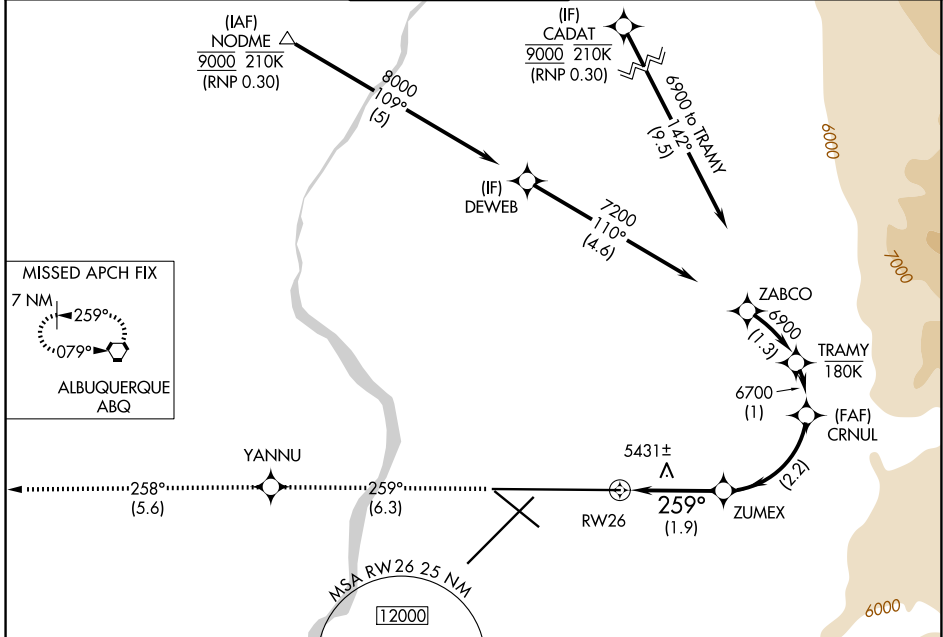 (IAF)
NODME
9000 210K
(RNP 0.30)
(IF)
CADAT
9000 210K
(RNP 0.30)
8000
109°
(5)
6900 to TRAMY
142°
(9.5)
6000
(IF)
DEWEB
7200
110°
(4.6)
7000
MISSED APCH FIX
7 NM
259°
079°
ALBUQUERQUE
ABQ
ZABCO
6900
(1.3)
TRAMY
180K
6700
(1)
(FAF)
CRNUL
(2.2)
YANNU
5431±
258°
(5.6)
259°
(6.3)
RW26
259°
(1.9)
ZUMEX
MSA RW26 25 NM
12000
6000